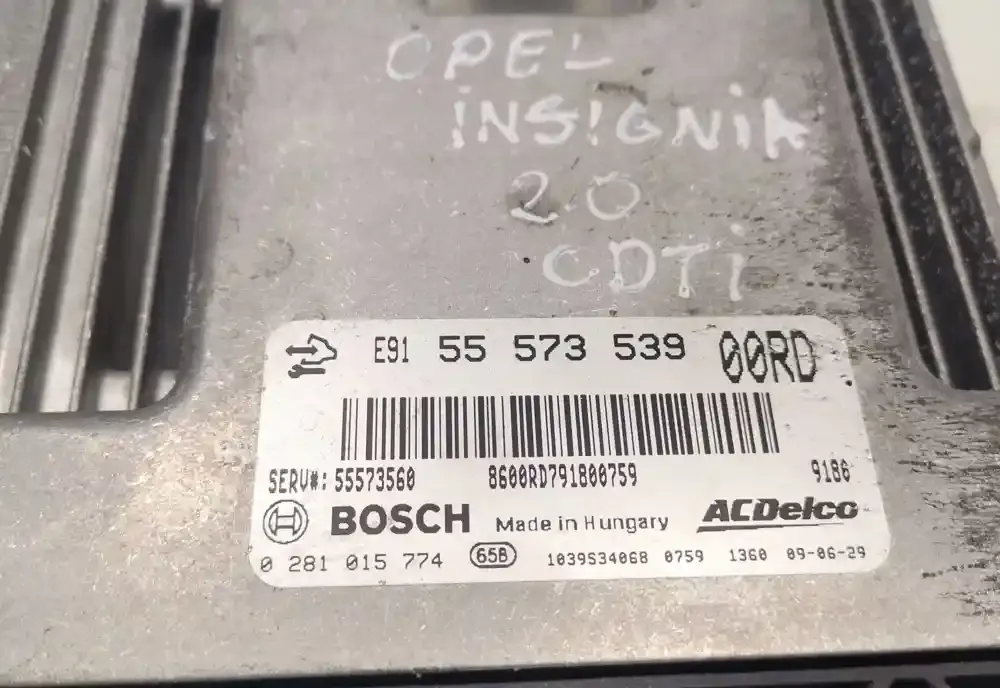 OPEL
iNSiGNiA
2.0
CDTi
E91 55 573 539 00RD
SERV#: 55573560 8600RD791800759 9186
BOSCH Made in Hungary ACDelco
0 281 015 774 65B 1039S34068 0759 1360 09-06-29